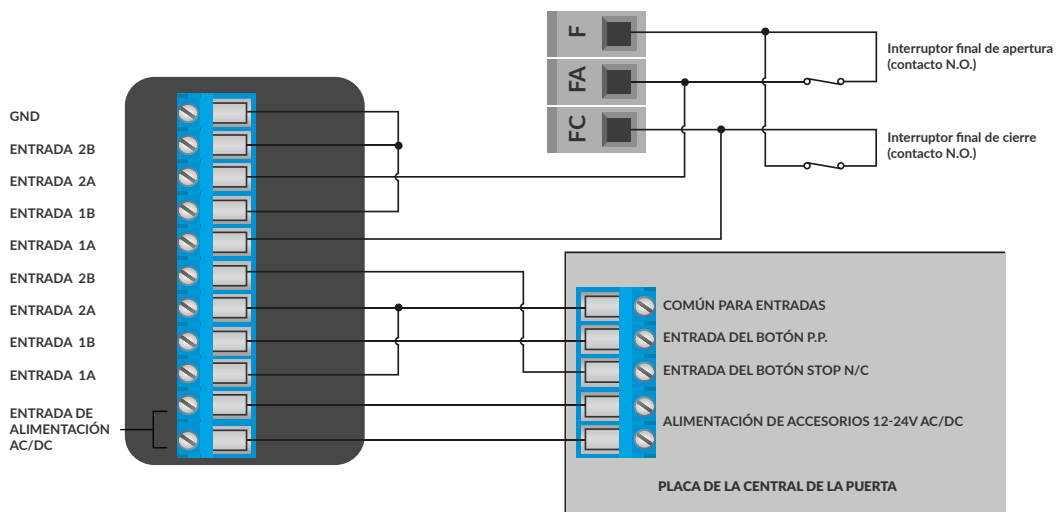 F
FA
FC
Interruptor final de apertura
(contacto N.O.)
Interruptor final de cierre
(contacto N.O.)
GND
ENTRADA 2B
ENTRADA 2A
ENTRADA 1B
ENTRADA 1A
ENTRADA 2B
ENTRADA 2A
ENTRADA 1B
ENTRADA 1A
ENTRADA DE
ALIMENTACIÓN
AC/DC
COMÚN PARA ENTRADAS
ENTRADA DEL BOTÓN P.P.
ENTRADA DEL BOTÓN STOP N/C
ALIMENTACIÓN DE ACCESORIOS 12-24V AC/DC
PLACA DE LA CENTRAL DE LA PUERTA